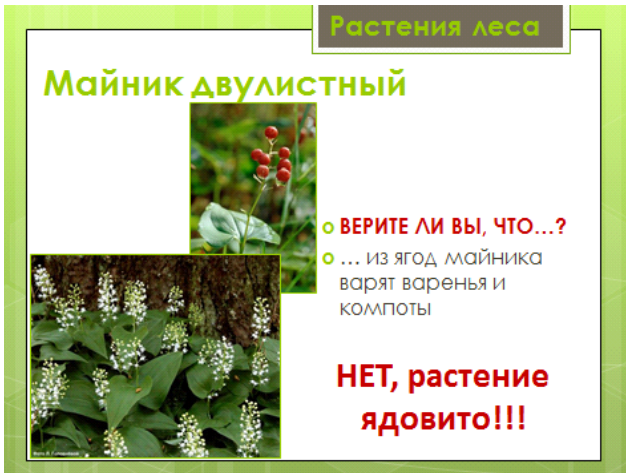 Растения леса
Майник двулистный
ВЕРИТЕ ЛИ ВЫ, ЧТО...?
... из ягод майника
варят варенья и
компоты
НЕТ, растение
ядовито!!!